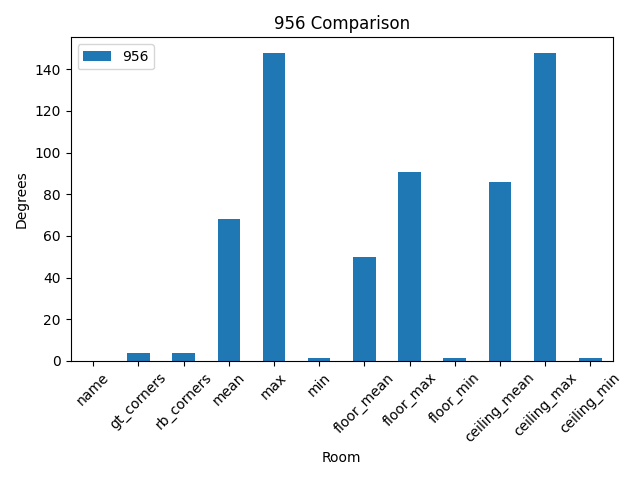 956 Comparison
956
Degrees
140
120
100
80
60
40
20
0
name
gt_corners
rb_corners
mean
max
min
floor_mean
floor_max
floor_min
ceiling_mean
ceiling_max
ceiling_min
Room